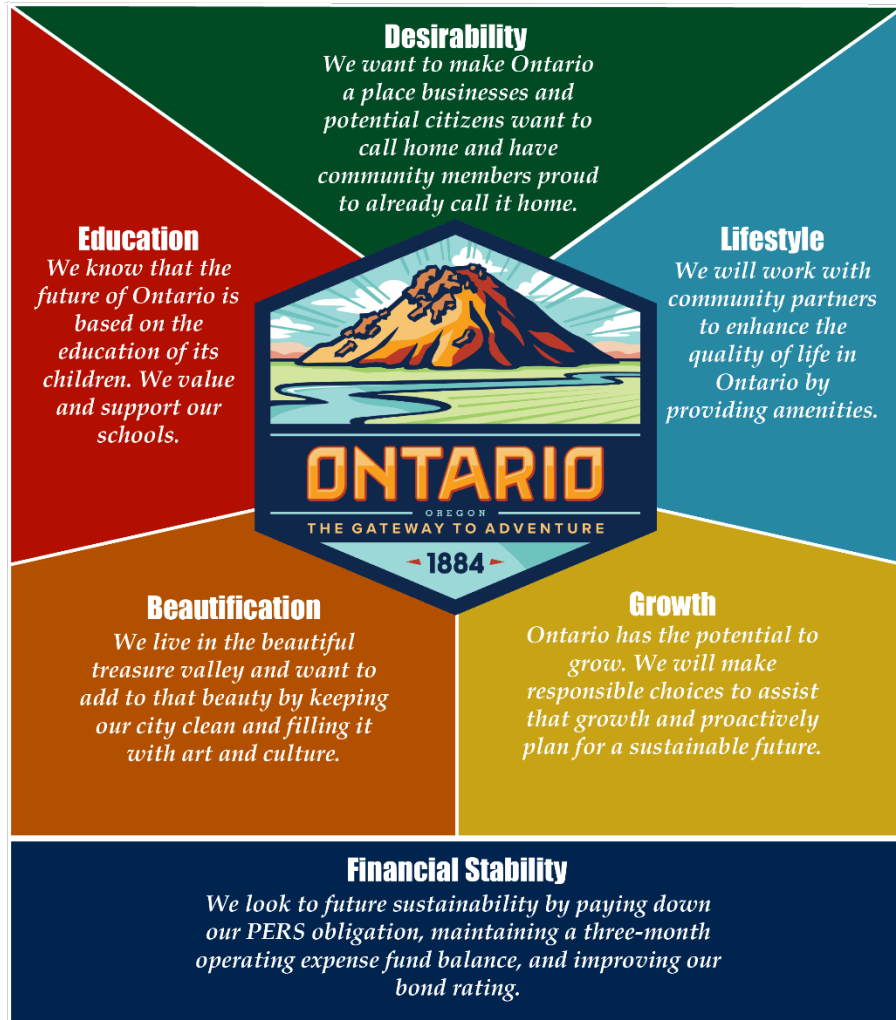 Desirability
We want to make Ontario
a place businesses and
potential citizens want to
call home and have
community members proud
to already call it home.
Education
We know that the
future of Ontario is
based on the
education of its
children. We value
and support our
schools.
Lifestyle
We will work with
community partners
to enhance the
quality of life in
Ontario by
providing amenities.
ONTARIO
OREGON
THE GATEWAY TO ADVENTURE
1884
Beautification
We live in the beautiful
treasure valley and want to
add to that beauty by keeping
our city clean and filling it
with art and culture.
Growth
Ontario has the potential to
grow. We will make
responsible choices to assist
that growth and proactively
plan for a sustainable future.
Financial Stability
We look to future sustainability by paying down
our PERS obligation, maintaining a three-month
operating expense fund balance, and improving our
bond rating.